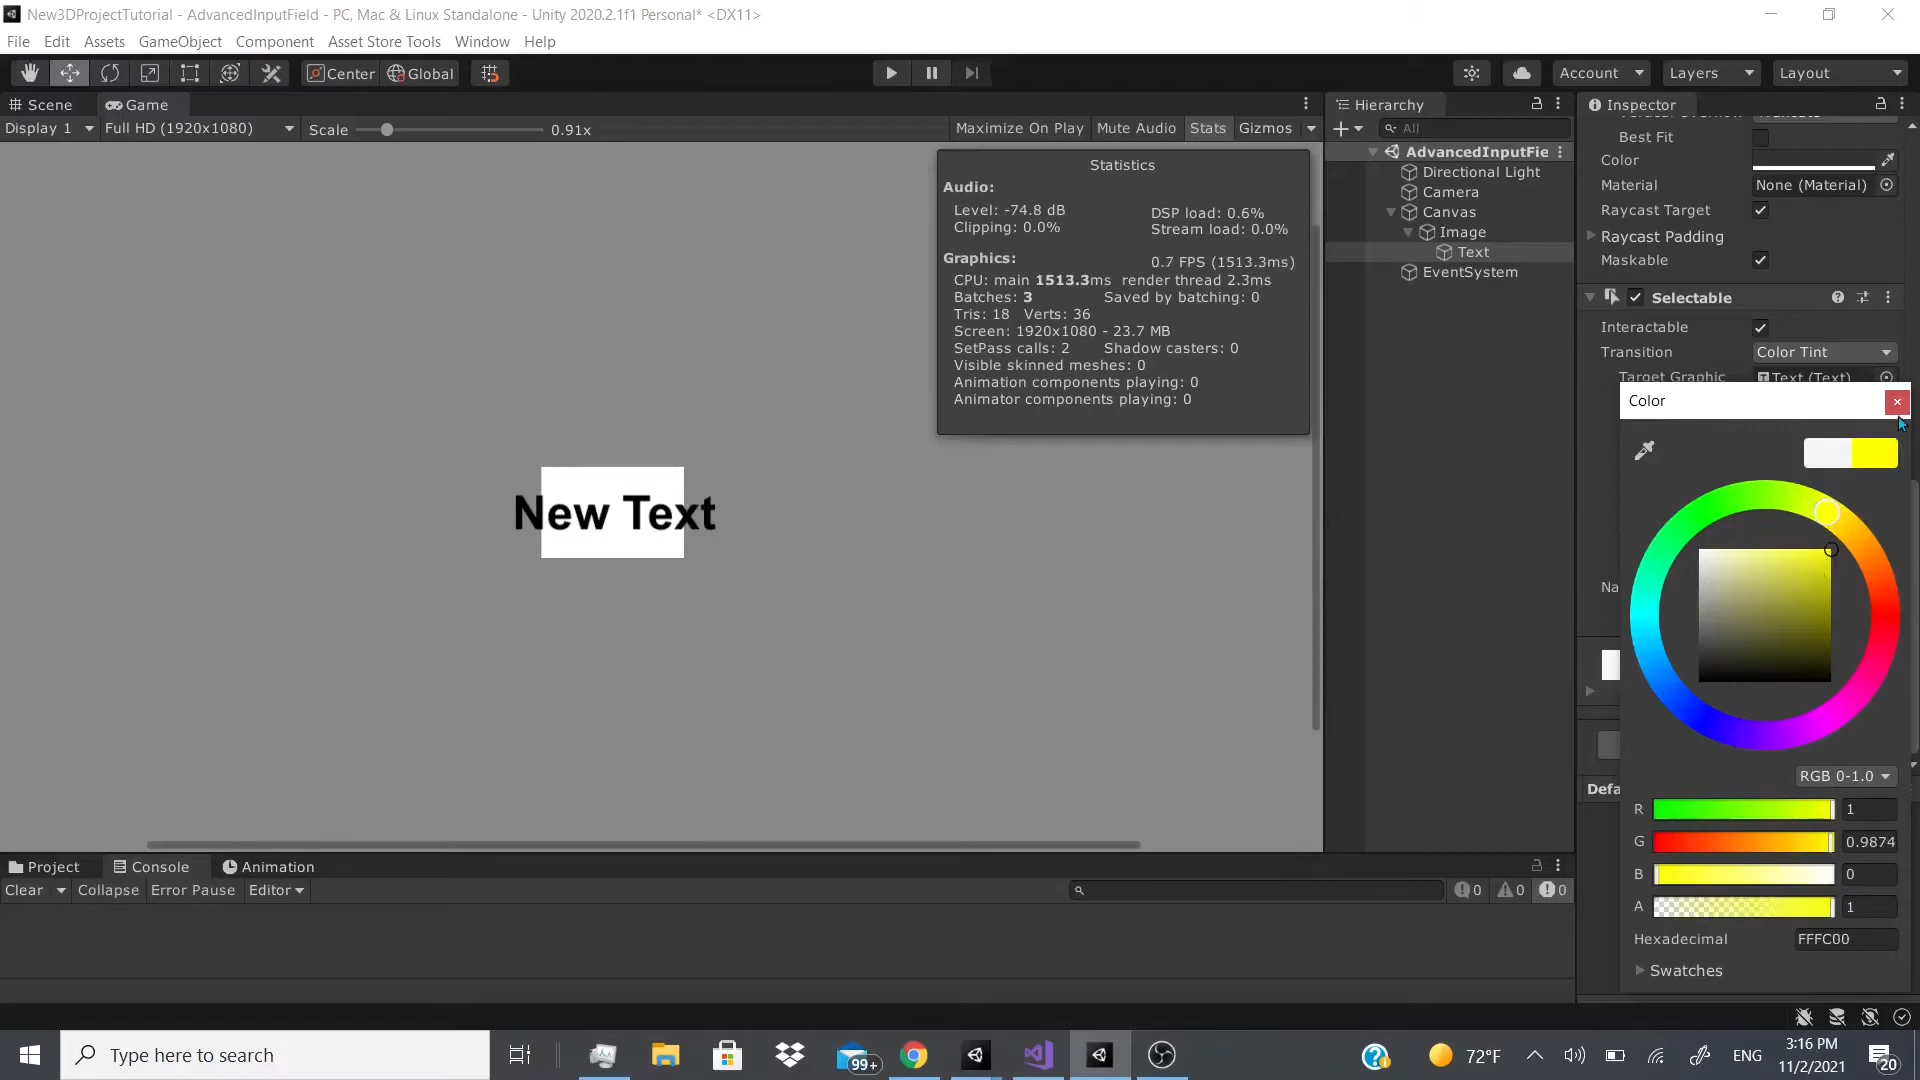 New3DProjectTutorial - AdvancedInputField - PC, Mac & Linux Standalone - Unity 2020.2.1f1 Personal* <DX11>
File Edit Assets GameObject Component Asset Store Tools Window Help
Center Global Account Layers Layout
Scene Game
Display 1 Full HD (1920x1080) Scale 0.91x Maximize On Play Mute Audio Stats Gizmos
Statistics
Audio:
Level: -74.8 dB DSP load: 0.6%
Clipping: 0.0% Stream load: 0.0%
Graphics: 0.7 FPS (1513.3ms)
CPU: main 1513.3ms render thread 2.3ms
Batches: 3 Saved by batching: 0
Tris: 18 Verts: 36
Screen: 1920x1080 - 23.7 MB
SetPass calls: 2 Shadow casters: 0
Visible skinned meshes: 0
Animation components playing: 0
Animator components playing: 0
New Text
Hierarchy
All
AdvancedInputFie
Directional Light
Camera
Canvas
Image
Text
EventSystem
Inspector
Best Fit
Color
Material None (Material)
Raycast Target
Raycast Padding
Maskable
Selectable
Interactable
Transition Color Tint
Target Graphic Text (Text)
Na
Defa
Color
RGB 0-1.0
R 1
G 0.9874
B 0
A 1
Hexadecimal FFFC00
Swatches
Project Console Animation
Clear Collapse Error Pause Editor 0 0 0
Type here to search
99+
72°F ENG
3:16 PM
11/2/2021
20